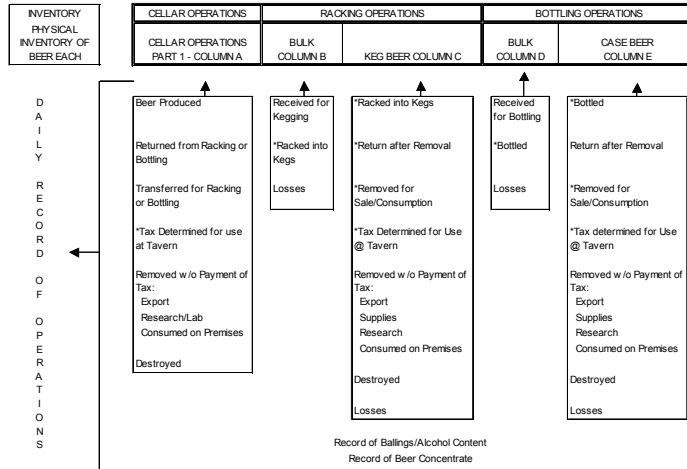 INVENTORY
PHYSICAL
INVENTORY OF
BEER EACH
CELLAR OPERATIONS
RACKING OPERATIONS
BOTTLING OPERATIONS
CELLAR OPERATIONS
PART 1 - COLUMN A
BULK
COLUMN B
KEG BEER COLUMN C
BULK
COLUMN D
CASE BEER
COLUMN E
D
A
I
L
Y
R
E
C
O
R
D
O
F
O
P
E
R
A
T
I
O
N
S
Beer Produced
Returned from Racking or
Bottling
Transferred for Racking
or Bottling
*Tax Determined for use
at Tavern
Removed w/o Payment of
Tax:
Export
Research/Lab
Consumed on Premises
Destroyed
Received for
Kegging
*Racked into
Kegs
Losses
*Racked into Kegs
*Return after Removal
*Removed for
Sale/Consumption
*Tax Determined for Use
@ Tavern
Removed w/o Payment of
Tax:
Export
Supplies
Research
Consumed on Premises
Destroyed
Losses
Received
for Bottling
*Bottled
Losses
*Bottled
Return after Removal
*Removed for
Sale/Consumption
*Tax determined for Use
@ Tavern
Removed w/o Payment of
Tax:
Export
Supplies
Research
Consumed on Premises
Destroyed
Losses
Record of Ballings/Alcohol Content
Record of Beer Concentrate